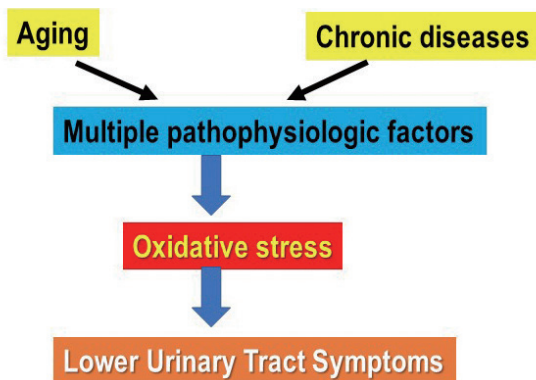 Aging
Chronic diseases
Multiple pathophysiologic factors
Oxidative stress
Lower Urinary Tract Symptoms